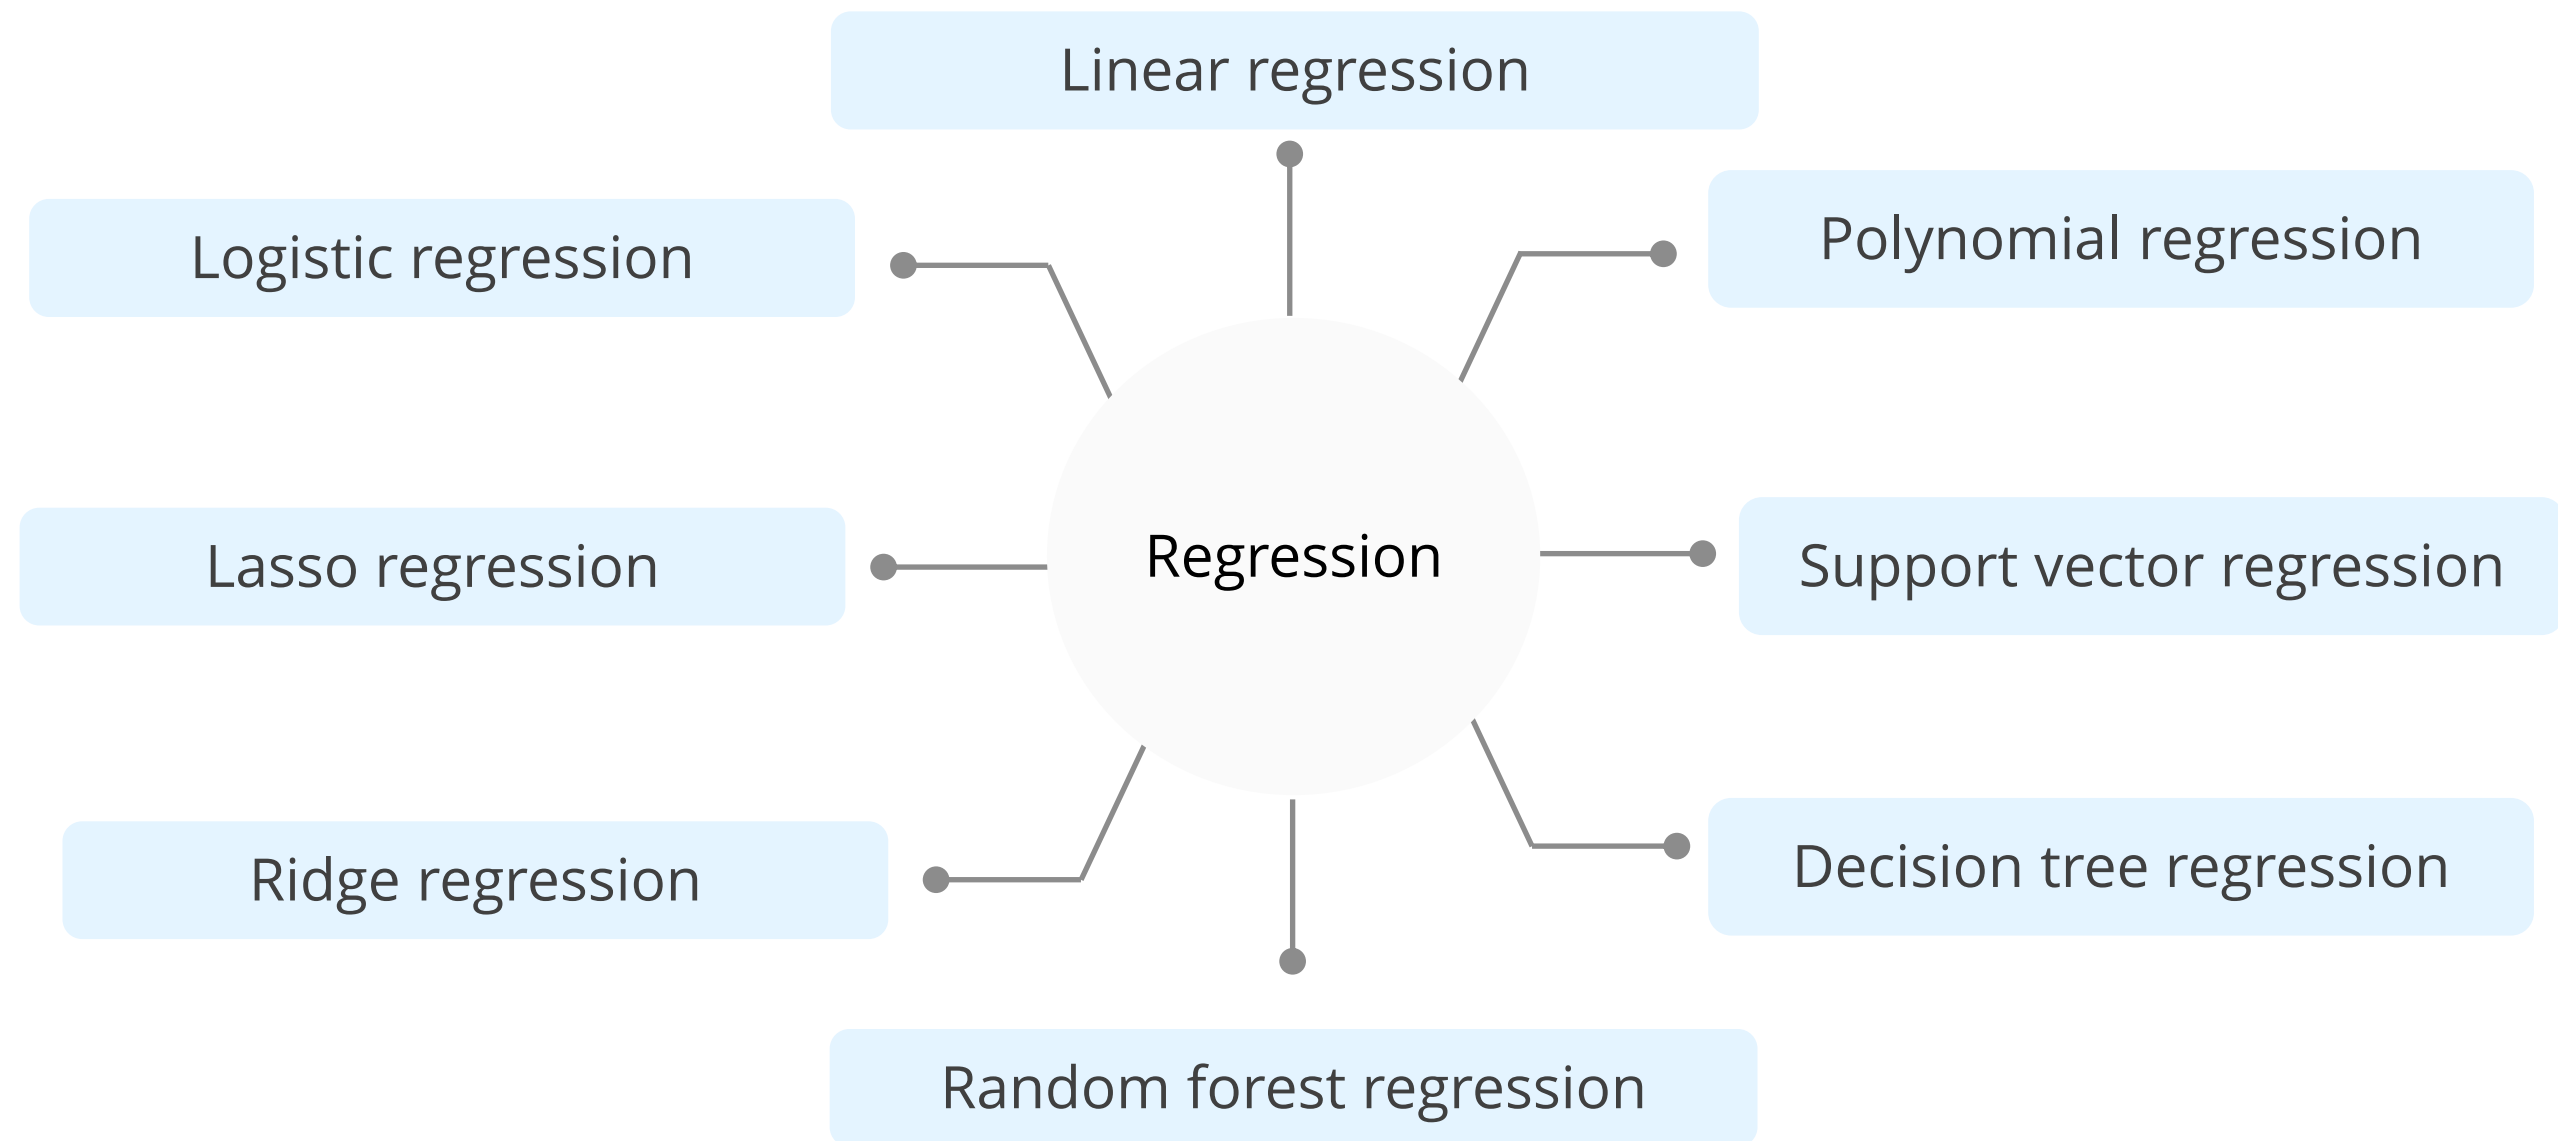 Linear regression
Logistic regression
Polynomial regression
Lasso regression
Regression
Support vector regression
Ridge regression
Decision tree regression
Random forest regression